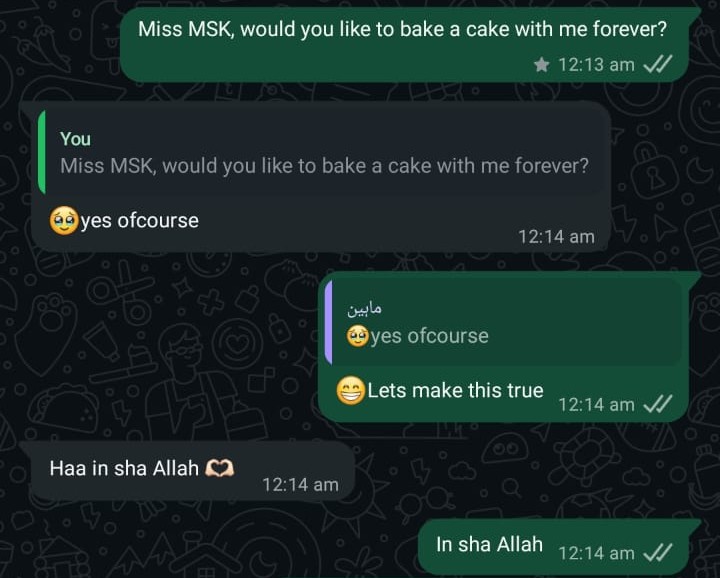 Miss MSK, would you like to bake a cake with me forever?
★ 12:13 am
You
Miss MSK, would you like to bake a cake with me forever?
🥹yes ofcourse
12:14 am
ماہین
🥹yes ofcourse
😁Lets make this true
12:14 am
Haa in sha Allah 🫶🏻
12:14 am
In sha Allah
12:14 am